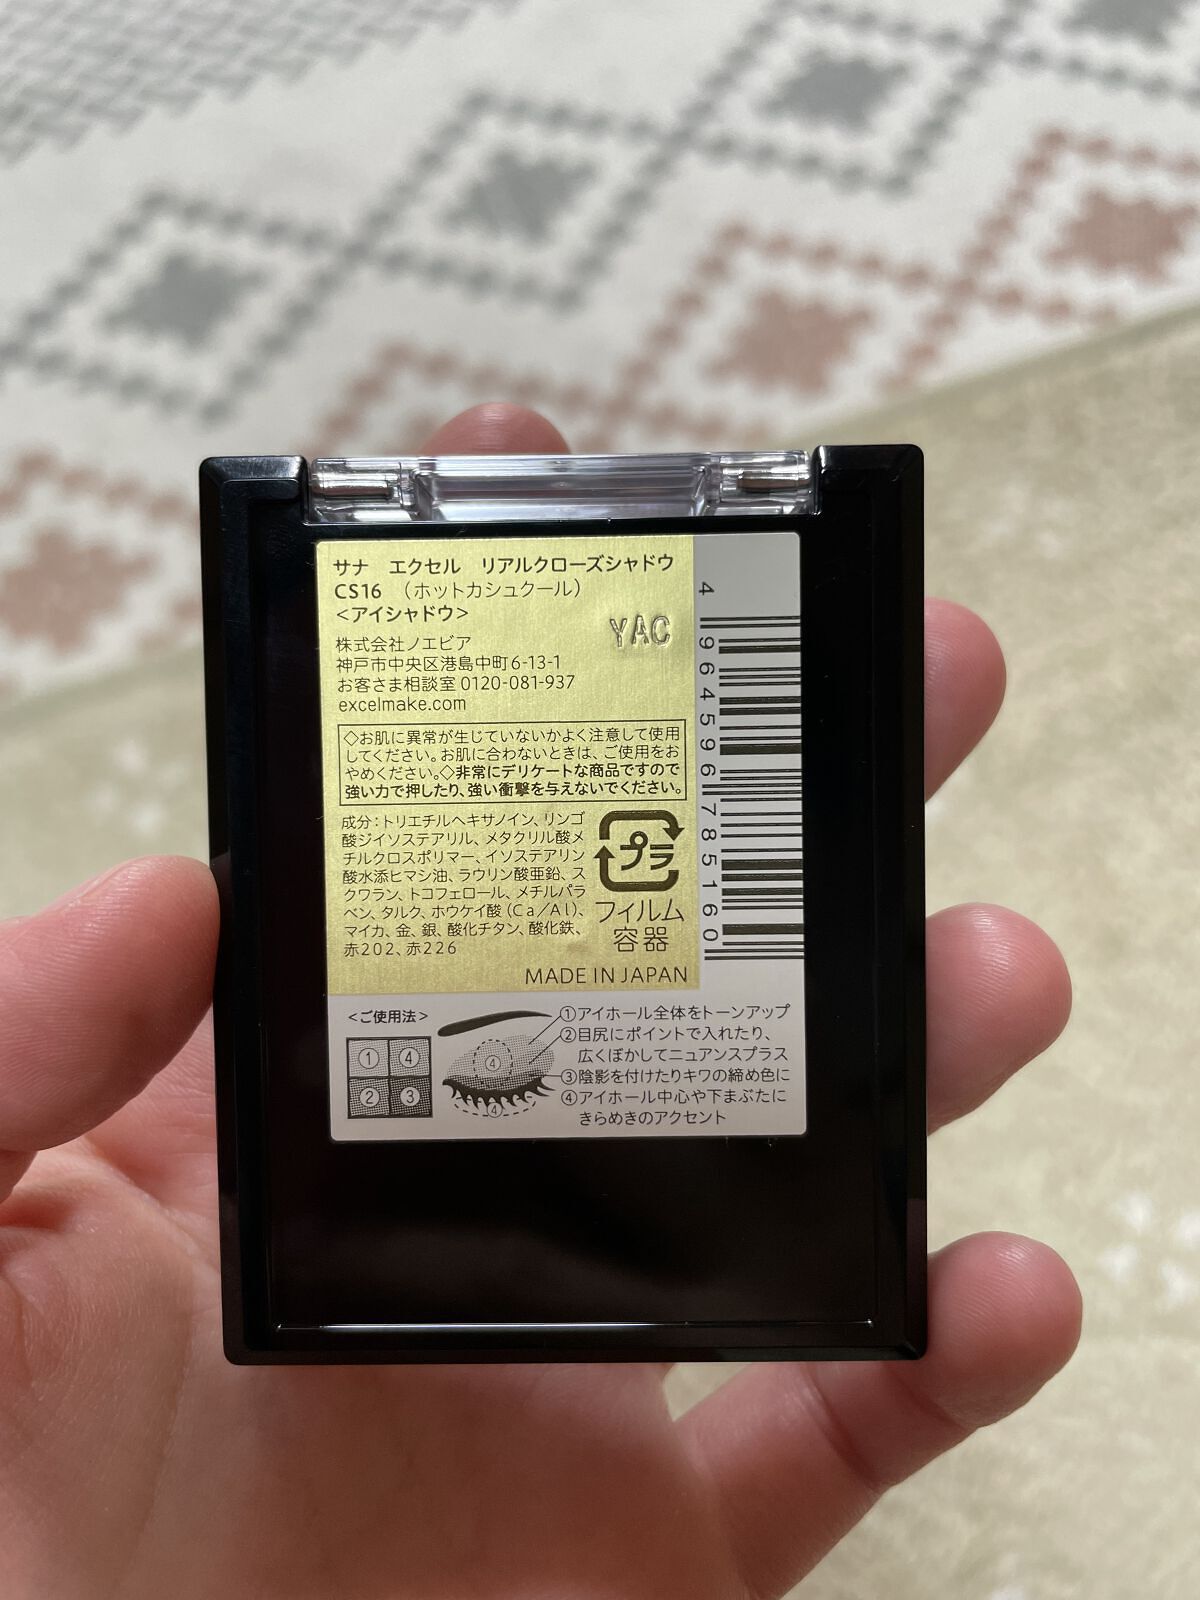 サナ エクセル リアルクローズシャドウ
CS16 (ホットカシュクール)
<アイシャドウ>
YAC
株式会社ノエビア
神戸市中央区港島中町6-13-1
お客さま相談室 0120-081-937
excelmake.com
◇お肌に異常が生じていないかよく注意して使用
してください。お肌に合わないときは、ご使用をお
やめください。◇非常にデリケートな商品ですので
強い力で押したり、強い衝撃を与えないでください。
成分:トリエチルヘキサノイン、リンゴ
酸ジイソステアリル、メタクリル酸メ
チルクロスポリマー、イソステアリン
酸水添ヒマシ油、ラウリン酸亜鉛、ス
クワラン、トコフェロール、メチルパラ
ベン、タルク、ホウケイ酸(Ca/Al)、
マイカ、金、銀、酸化チタン、酸化鉄、
赤202、赤226
プラ
フィルム
容器
MADE IN JAPAN
4 964596 785160
<ご使用法>
① ④
② ③
④
④
①アイホール全体をトーンアップ
②目尻にポイントで入れたり、
広くぼかしてニュアンスプラス
③陰影を付けたりキワの締め色に
④アイホール中心や下まぶたに
きらめきのアクセント